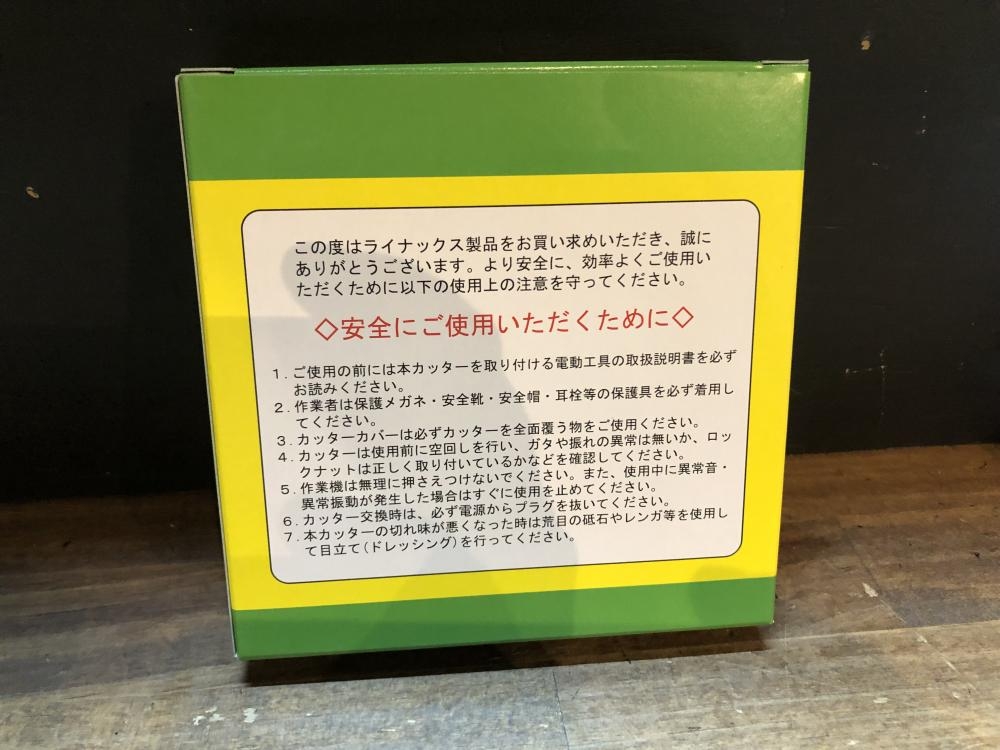 この度はライナックス製品をお買い求めいただき、誠に
ありがとうございます。より安全に、効率よくご使用い
ただくために以下の使用上の注意を守ってください。
◇安全にご使用いただくために◇
1．ご使用の前には本カッターを取り付ける電動工具の取扱説明書を必ず
お読みください。
2．作業者は保護メガネ・安全靴・安全帽・耳栓等の保護具を必ず着用し
てください。
3．カッターカバーは必ずカッターを全面覆う物をご使用ください。
4．カッターは使用前に空回しを行い、ガタや振れの異常は無いか、ロッ
クナットは正しく取り付いているかなどを確認してください。
5．作業機は無理に押さえつけないでください。また、使用中に異常音・
異常振動が発生した場合はすぐに使用を止めてください。
6．カッター交換時は、必ず電源からプラグを抜いてください。
7．本カッターの切れ味が悪くなった時は荒目の砥石やレンガ等を使用し
て目立て(ドレッシング)を行ってください。